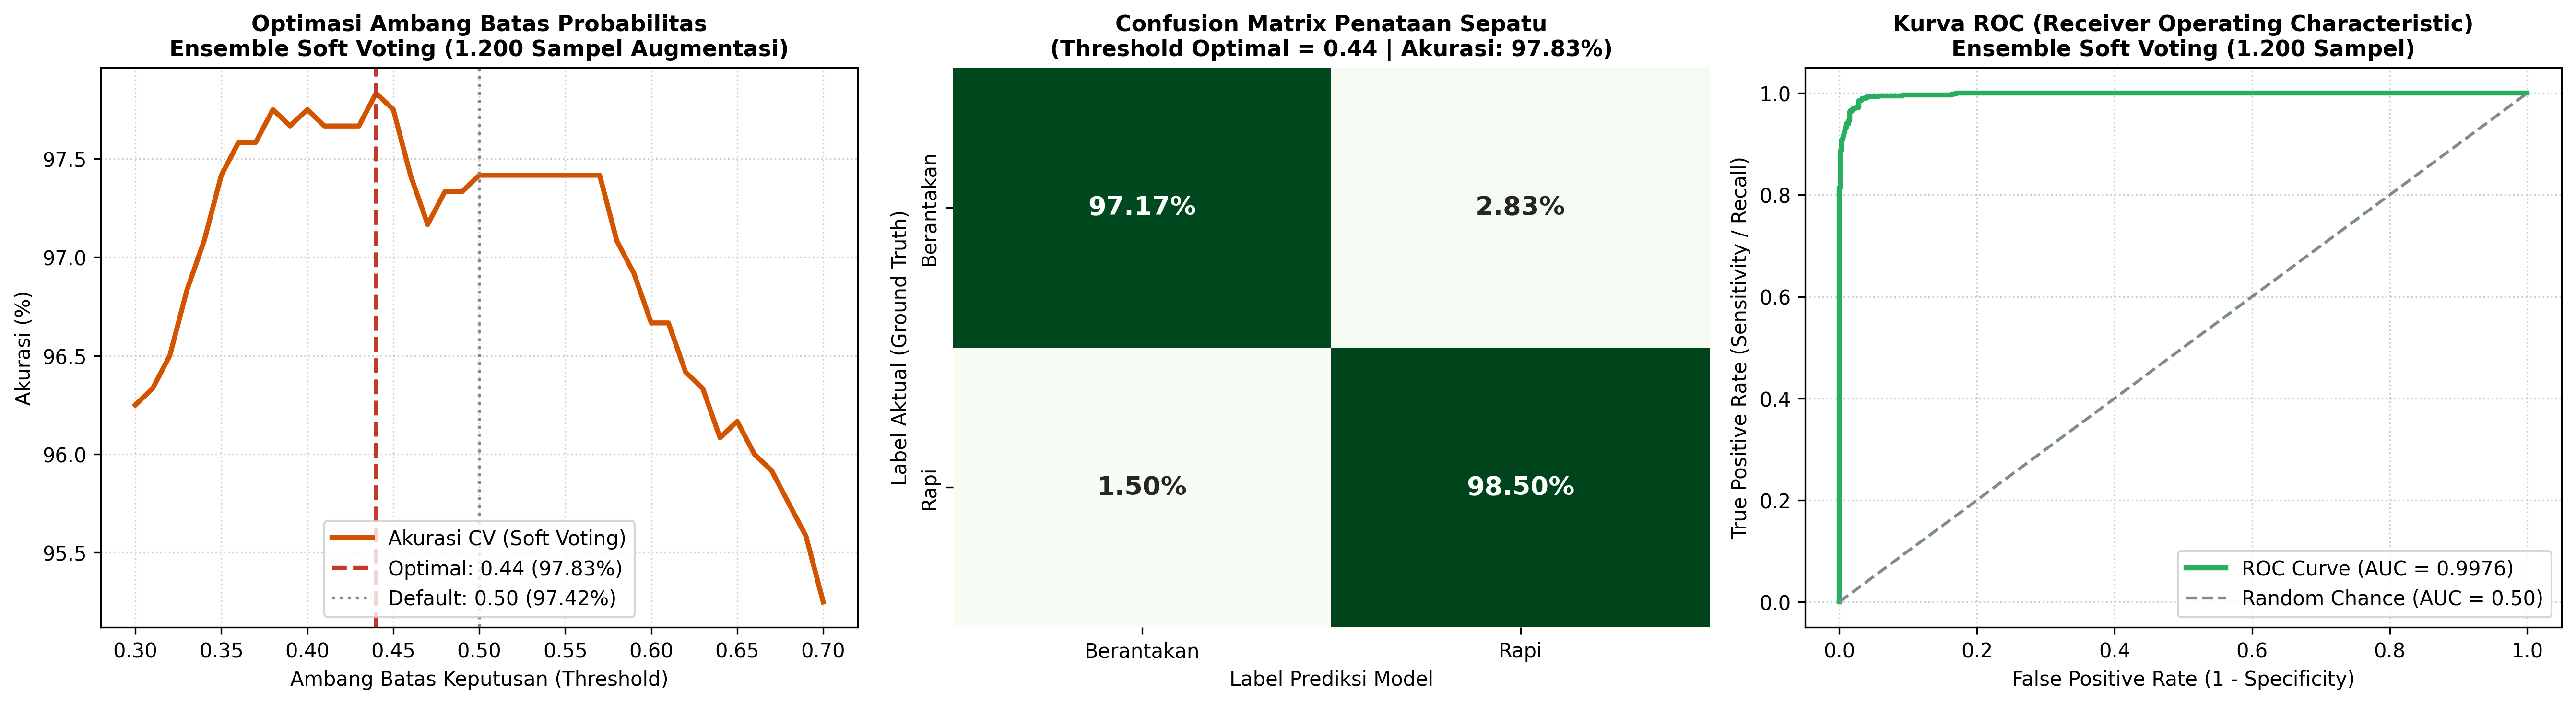 Optimasi Ambang Batas Probabilitas
Ensemble Soft Voting (1.200 Sampel Augmentasi)
Akurasi (%)
97.5
97.0
96.5
96.0
95.5
Akurasi CV (Soft Voting)
Optimal: 0.44 (97.83%)
Default: 0.50 (97.42%)
0.30 0.35 0.40 0.45 0.50 0.55 0.60 0.65 0.70
Ambang Batas Keputusan (Threshold)
Confusion Matrix Penataan Sepatu
(Threshold Optimal = 0.44 | Akurasi: 97.83%)
Label Aktual (Ground Truth)
Berantakan
97.17% 2.83%
Rapi
1.50% 98.50%
Berantakan Rapi
Label Prediksi Model
Kurva ROC (Receiver Operating Characteristic)
Ensemble Soft Voting (1.200 Sampel)
True Positive Rate (Sensitivity / Recall)
1.0
0.8
0.6
0.4
0.2
0.0
ROC Curve (AUC = 0.9976)
Random Chance (AUC = 0.50)
0.0 0.2 0.4 0.6 0.8 1.0
False Positive Rate (1 - Specificity)